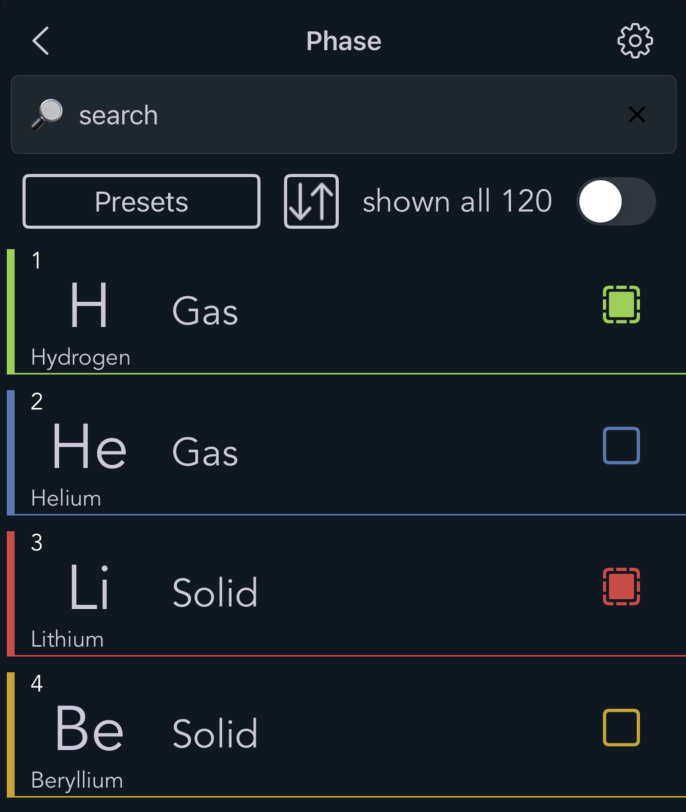 Phase
search
Presets
shown all 120
1
H
Gas
Hydrogen
2
He
Gas
Helium
3
Li
Solid
Lithium
4
Be
Solid
Beryllium